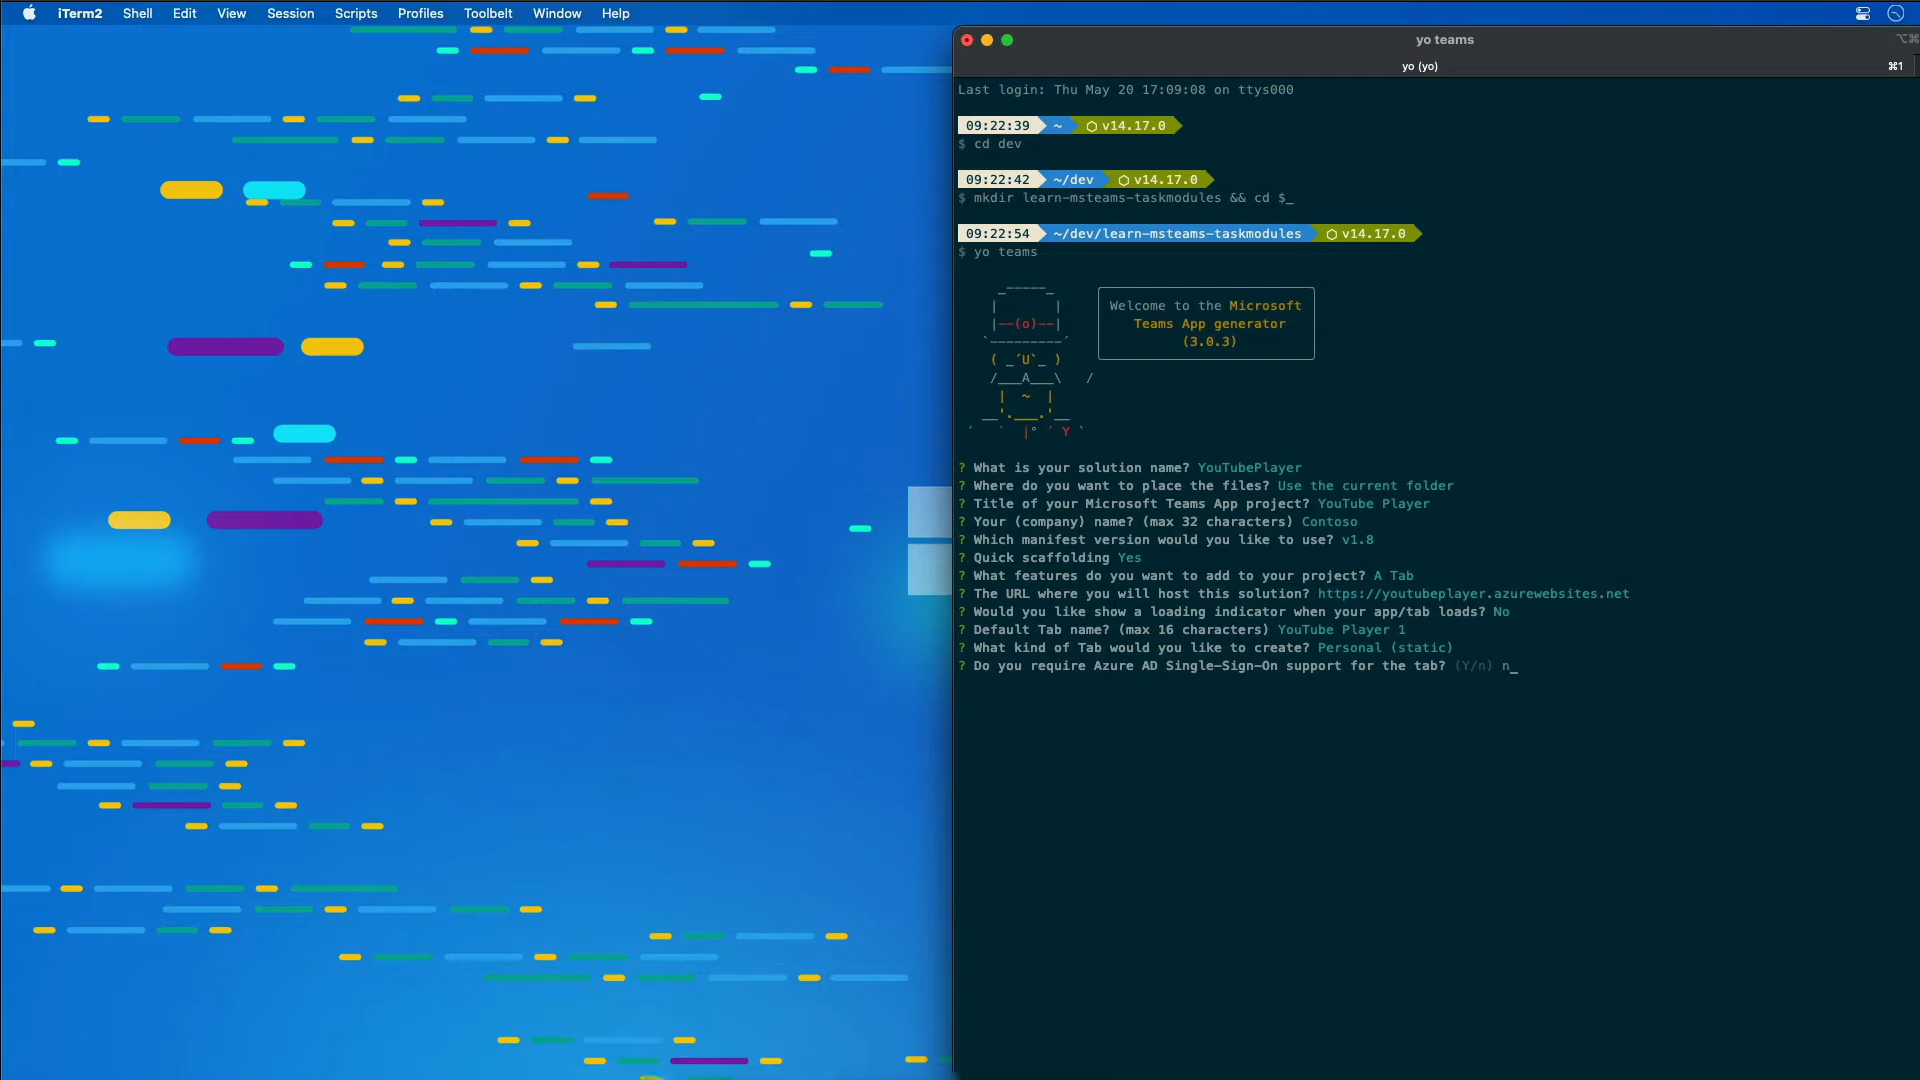 iTerm2 Shell Edit View Session Scripts Profiles Toolbelt Window Help
yo teams ⌥⌘
yo (yo) ⌘1
Last login: Thu May 20 17:09:08 on ttys000
09:22:39 ~ ⬡ v14.17.0
$ cd dev
09:22:42 ~/dev ⬡ v14.17.0
$ mkdir learn-msteams-taskmodules && cd $_
09:22:54 ~/dev/learn-msteams-taskmodules ⬡ v14.17.0
$ yo teams
Welcome to the Microsoft
Teams App generator
(3.0.3)
? What is your solution name? YouTubePlayer
? Where do you want to place the files? Use the current folder
? Title of your Microsoft Teams App project? YouTube Player
? Your (company) name? (max 32 characters) Contoso
? Which manifest version would you like to use? v1.8
? Quick scaffolding Yes
? What features do you want to add to your project? A Tab
? The URL where you will host this solution? https://youtubeplayer.azurewebsites.net
? Would you like show a loading indicator when your app/tab loads? No
? Default Tab name? (max 16 characters) YouTube Player 1
? What kind of Tab would you like to create? Personal (static)
? Do you require Azure AD Single-Sign-On support for the tab? (Y/n) n_